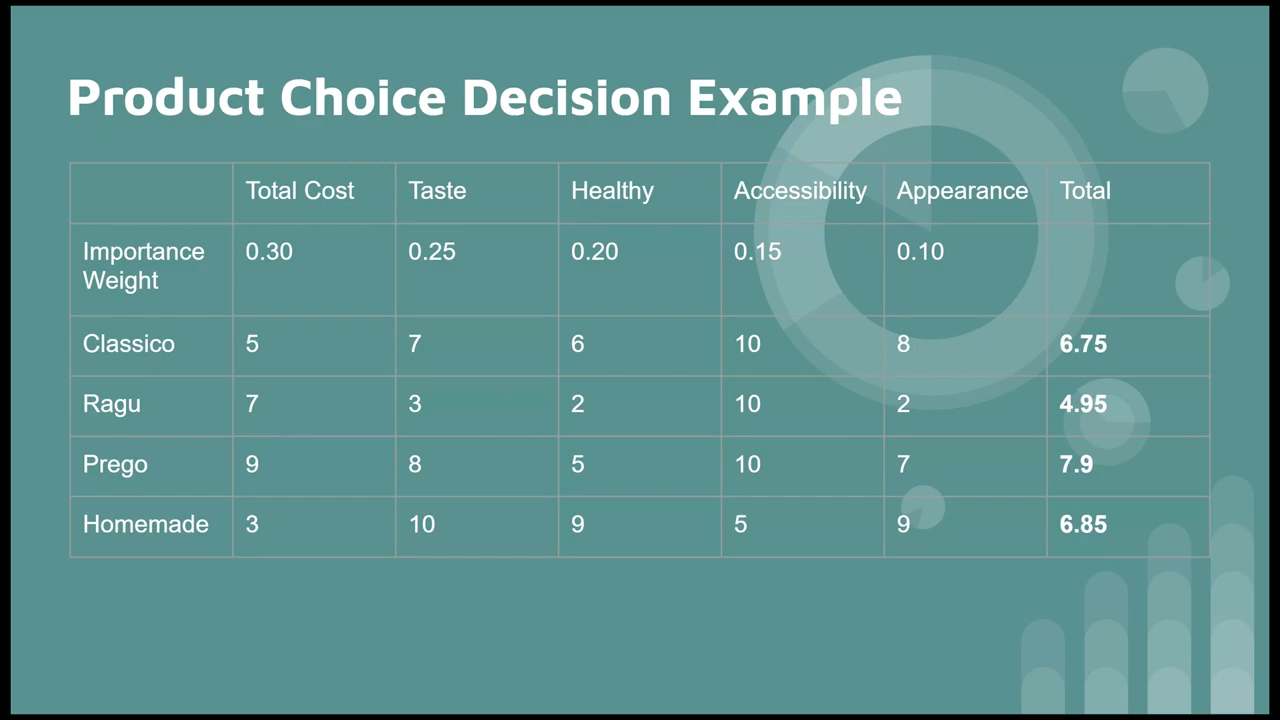 Product Choice Decision Example
Total Cost Taste Healthy Accessibility Appearance Total
Importance Weight 0.30 0.25 0.20 0.15 0.10
Classico 5 7 6 10 8 6.75
Ragu 7 3 2 10 2 4.95
Prego 9 8 5 10 7 7.9
Homemade 3 10 9 5 9 6.85